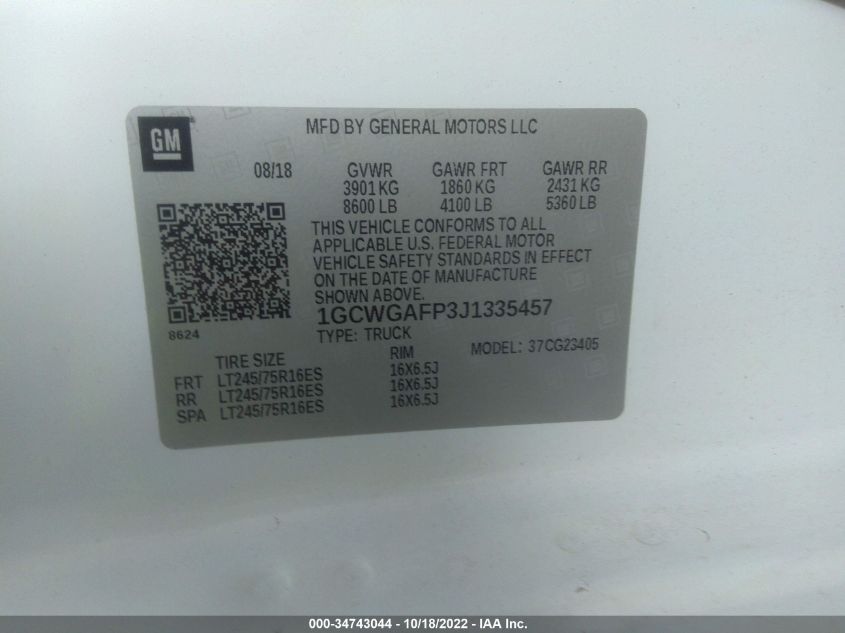 GM
MFD BY GENERAL MOTORS LLC
08/18 GVWR GAWR FRT GAWR RR
3901 KG 1860 KG 2431 KG
8600 LB 4100 LB 5360 LB
THIS VEHICLE CONFORMS TO ALL
APPLICABLE U.S. FEDERAL MOTOR
VEHICLE SAFETY STANDARDS IN EFFECT
ON THE DATE OF MANUFACTURE
SHOWN ABOVE.
1GCWGAFP3J1335457
8624
TYPE: TRUCK
MODEL: 37CG23405
TIRE SIZE RIM
FRT LT245/75R16ES 16X6.5J
RR LT245/75R16ES 16X6.5J
SPA LT245/75R16ES 16X6.5J
000-34743044 - 10/18/2022 - IAA Inc.